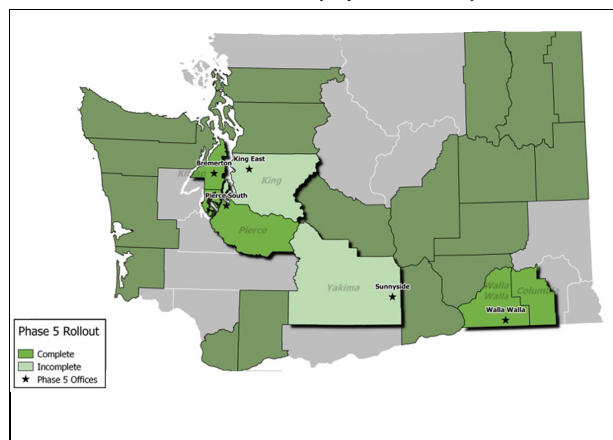 King East
Bremerton
Kitsap
King
Pierce South
Pierce
Yakima
Sunnyside
Walla
Walla
Columbia
Walla Walla
Phase 5 Rollout
Complete
Incomplete
Phase 5 Offices